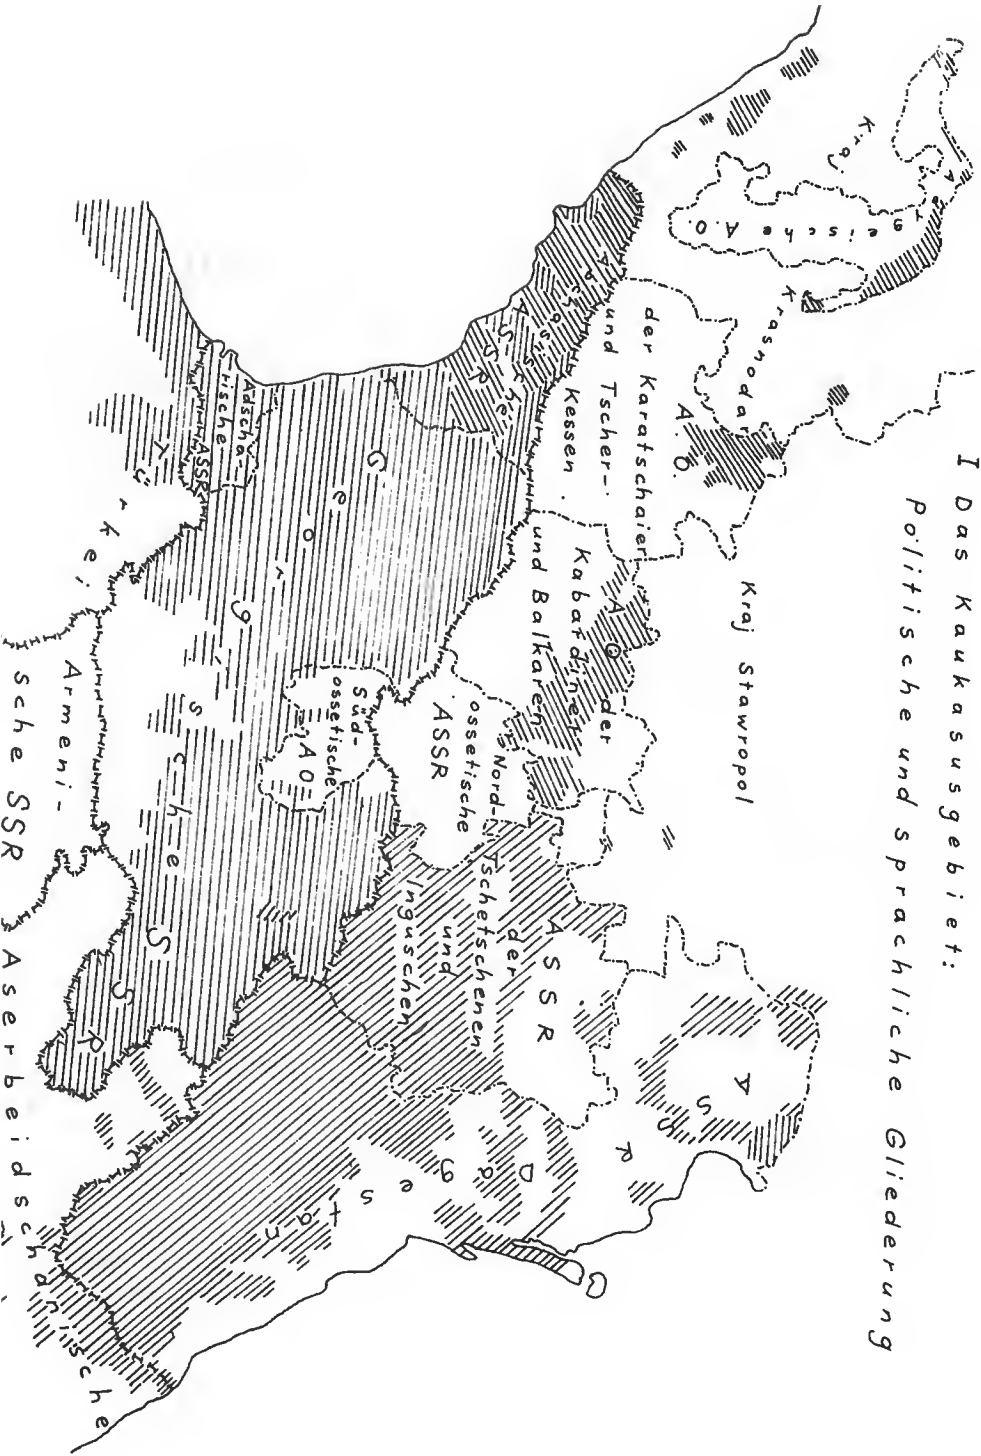 I Das Kaukasusgebiet:
Politische und sprachliche Gliederung
Kraj Stawropol
Kraj
Krasnodar
Adygeische A.O.
A.O.
der Karatschaier
und Tscher-
kessen
Abchasische
ASSR
ASSR der
Kabardiner
und Balkaren
Nord-
ossetische
ASSR
Süd-
ossetische
AO
ASSR
der
Tschetschenen
und
Inguschen
ASSR
Dagestan
Georgische SSR
Adscha-
rische
ASSR
Türkei
Armeni-
sche SSR
Aserbeidschanische